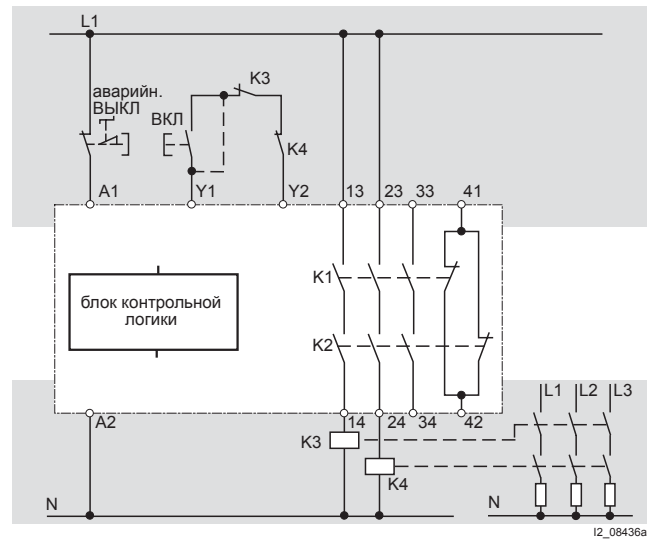 L1
аварийн.
ВЫКЛ
ВКЛ
K3
K4
A1 Y1 Y2 13 23 33 41
K1
блок контрольной
логики
K2
A2 14 24 34 42
L1 L2 L3
K3
K4
N
N
I2_08436a